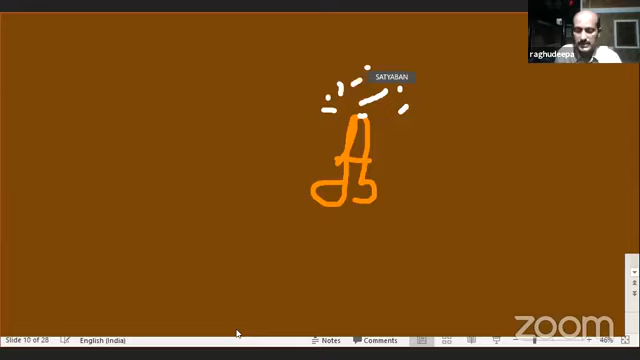 raghudeepa
SATYABAN
A
zoom
Slide 10 of 28 English (India) Notes Comments 46%